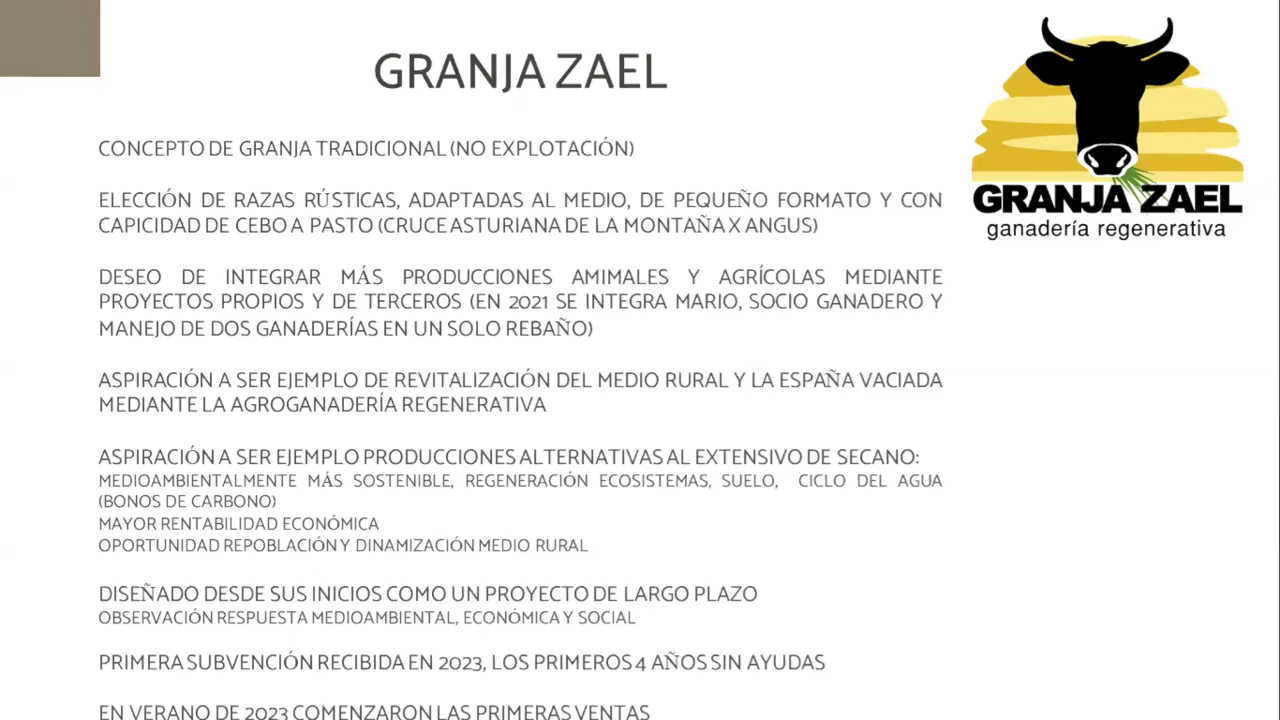 GRANJA ZAEL
CONCEPTO DE GRANJA TRADICIONAL (NO EXPLOTACIÓN)
ELECCIÓN DE RAZAS RÚSTICAS, ADAPTADAS AL MEDIO, DE PEQUEÑO FORMATO Y CON
CAPICIDAD DE CEBO A PASTO (CRUCE ASTURIANA DE LA MONTAÑA X ANGUS)
DESEO DE INTEGRAR MÁS PRODUCCIONES AMIMALES Y AGRÍCOLAS MEDIANTE
PROYECTOS PROPIOS Y DE TERCEROS (EN 2021 SE INTEGRA MARIO, SOCIO GANADERO Y
MANEJO DE DOS GANADERÍAS EN UN SOLO REBAÑO)
ASPIRACIÓN A SER EJEMPLO DE REVITALIZACIÓN DEL MEDIO RURAL Y LA ESPAÑA VACIADA
MEDIANTE LA AGROGANADERÍA REGENERATIVA
ASPIRACIÓN A SER EJEMPLO PRODUCCIONES ALTERNATIVAS AL EXTENSIVO DE SECANO:
MEDIOAMBIENTALMENTE MÁS SOSTENIBLE, REGENERACIÓN ECOSISTEMAS, SUELO, CICLO DEL AGUA
(BONOS DE CARBONO)
MAYOR RENTABILIDAD ECONÓMICA
OPORTUNIDAD REPOBLACIÓN Y DINAMIZACIÓN MEDIO RURAL
DISEÑADO DESDE SUS INICIOS COMO UN PROYECTO DE LARGO PLAZO
OBSERVACIÓN RESPUESTA MEDIOAMBIENTAL, ECONÓMICA Y SOCIAL
PRIMERA SUBVENCIÓN RECIBIDA EN 2023, LOS PRIMEROS 4 AÑOS SIN AYUDAS
EN VERANO DE 2023 COMENZARON LAS PRIMERAS VENTAS
GRANJA ZAEL
ganadería regenerativa